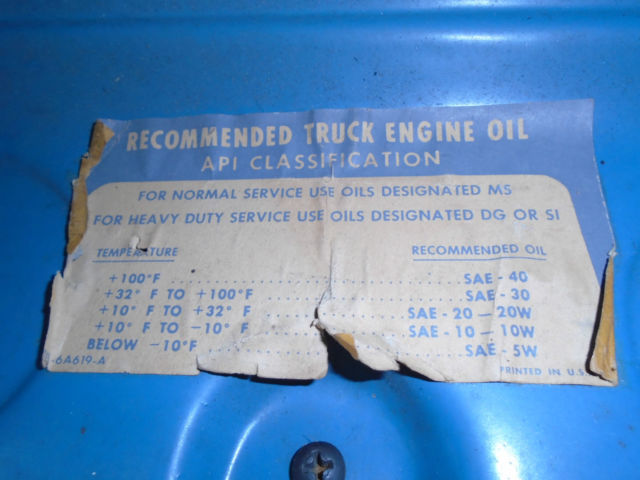 RECOMMENDED TRUCK ENGINE OIL
API CLASSIFICATION
FOR NORMAL SERVICE USE OILS DESIGNATED MS
FOR HEAVY DUTY SERVICE USE OILS DESIGNATED DG OR SI
TEMPERATURE RECOMMENDED OIL
+100°F SAE - 40
+32° F TO +100°F SAE - 30
+10° F TO +32° F SAE - 20 - 20W
+10° F TO -10° F SAE - 10 - 10W
BELOW -10°F SAE - 5W
-6A619-A PRINTED IN U.S